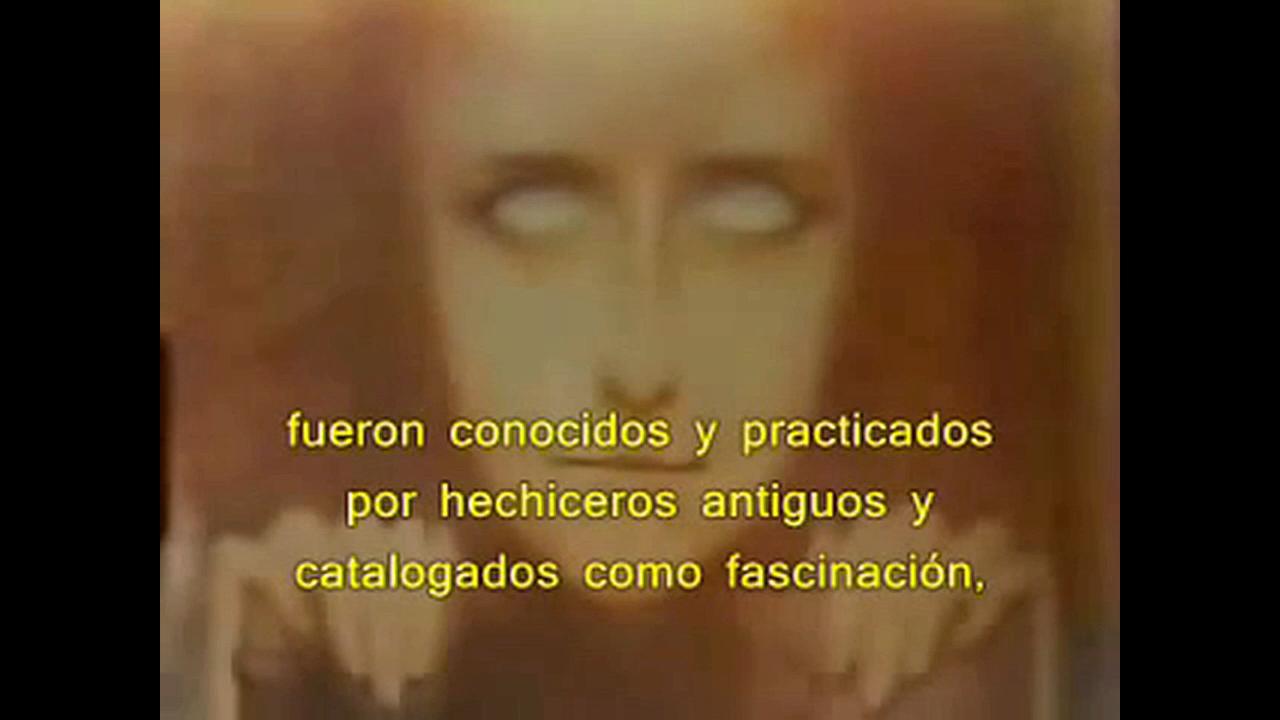 fueron conocidos y practicados
por hechiceros antiguos y
catalogados como fascinación,